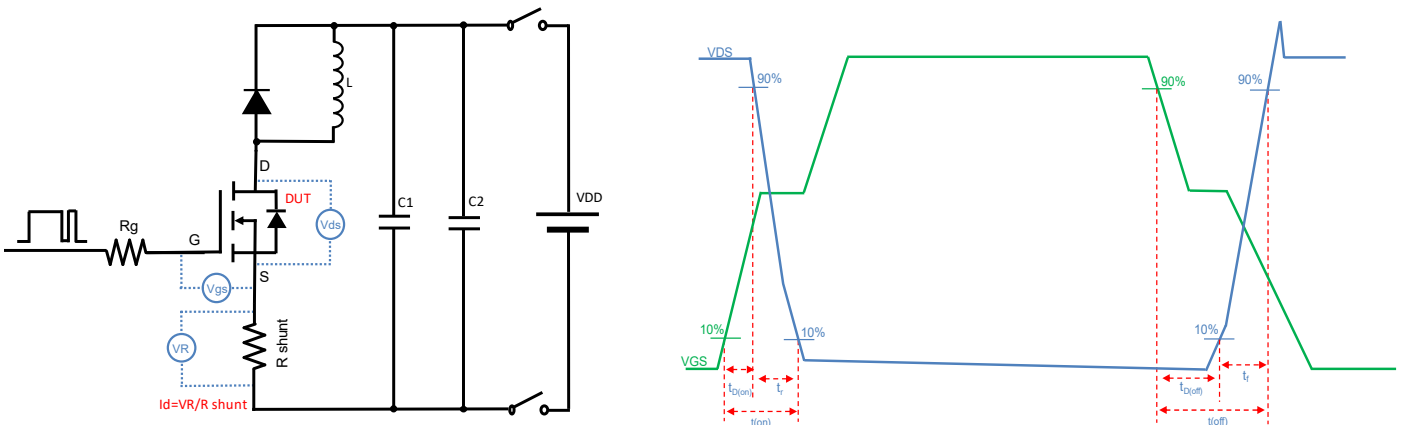 L
D
DUT
Vds
C1
C2
VDD
Rg
G
Vgs
S
VR
R shunt
Id=VR/R shunt
VDS
90%
90%
90%
10%
10%
10%
VGS
tD(on)
tr
t(on)
tD(off)
tf
t(off)